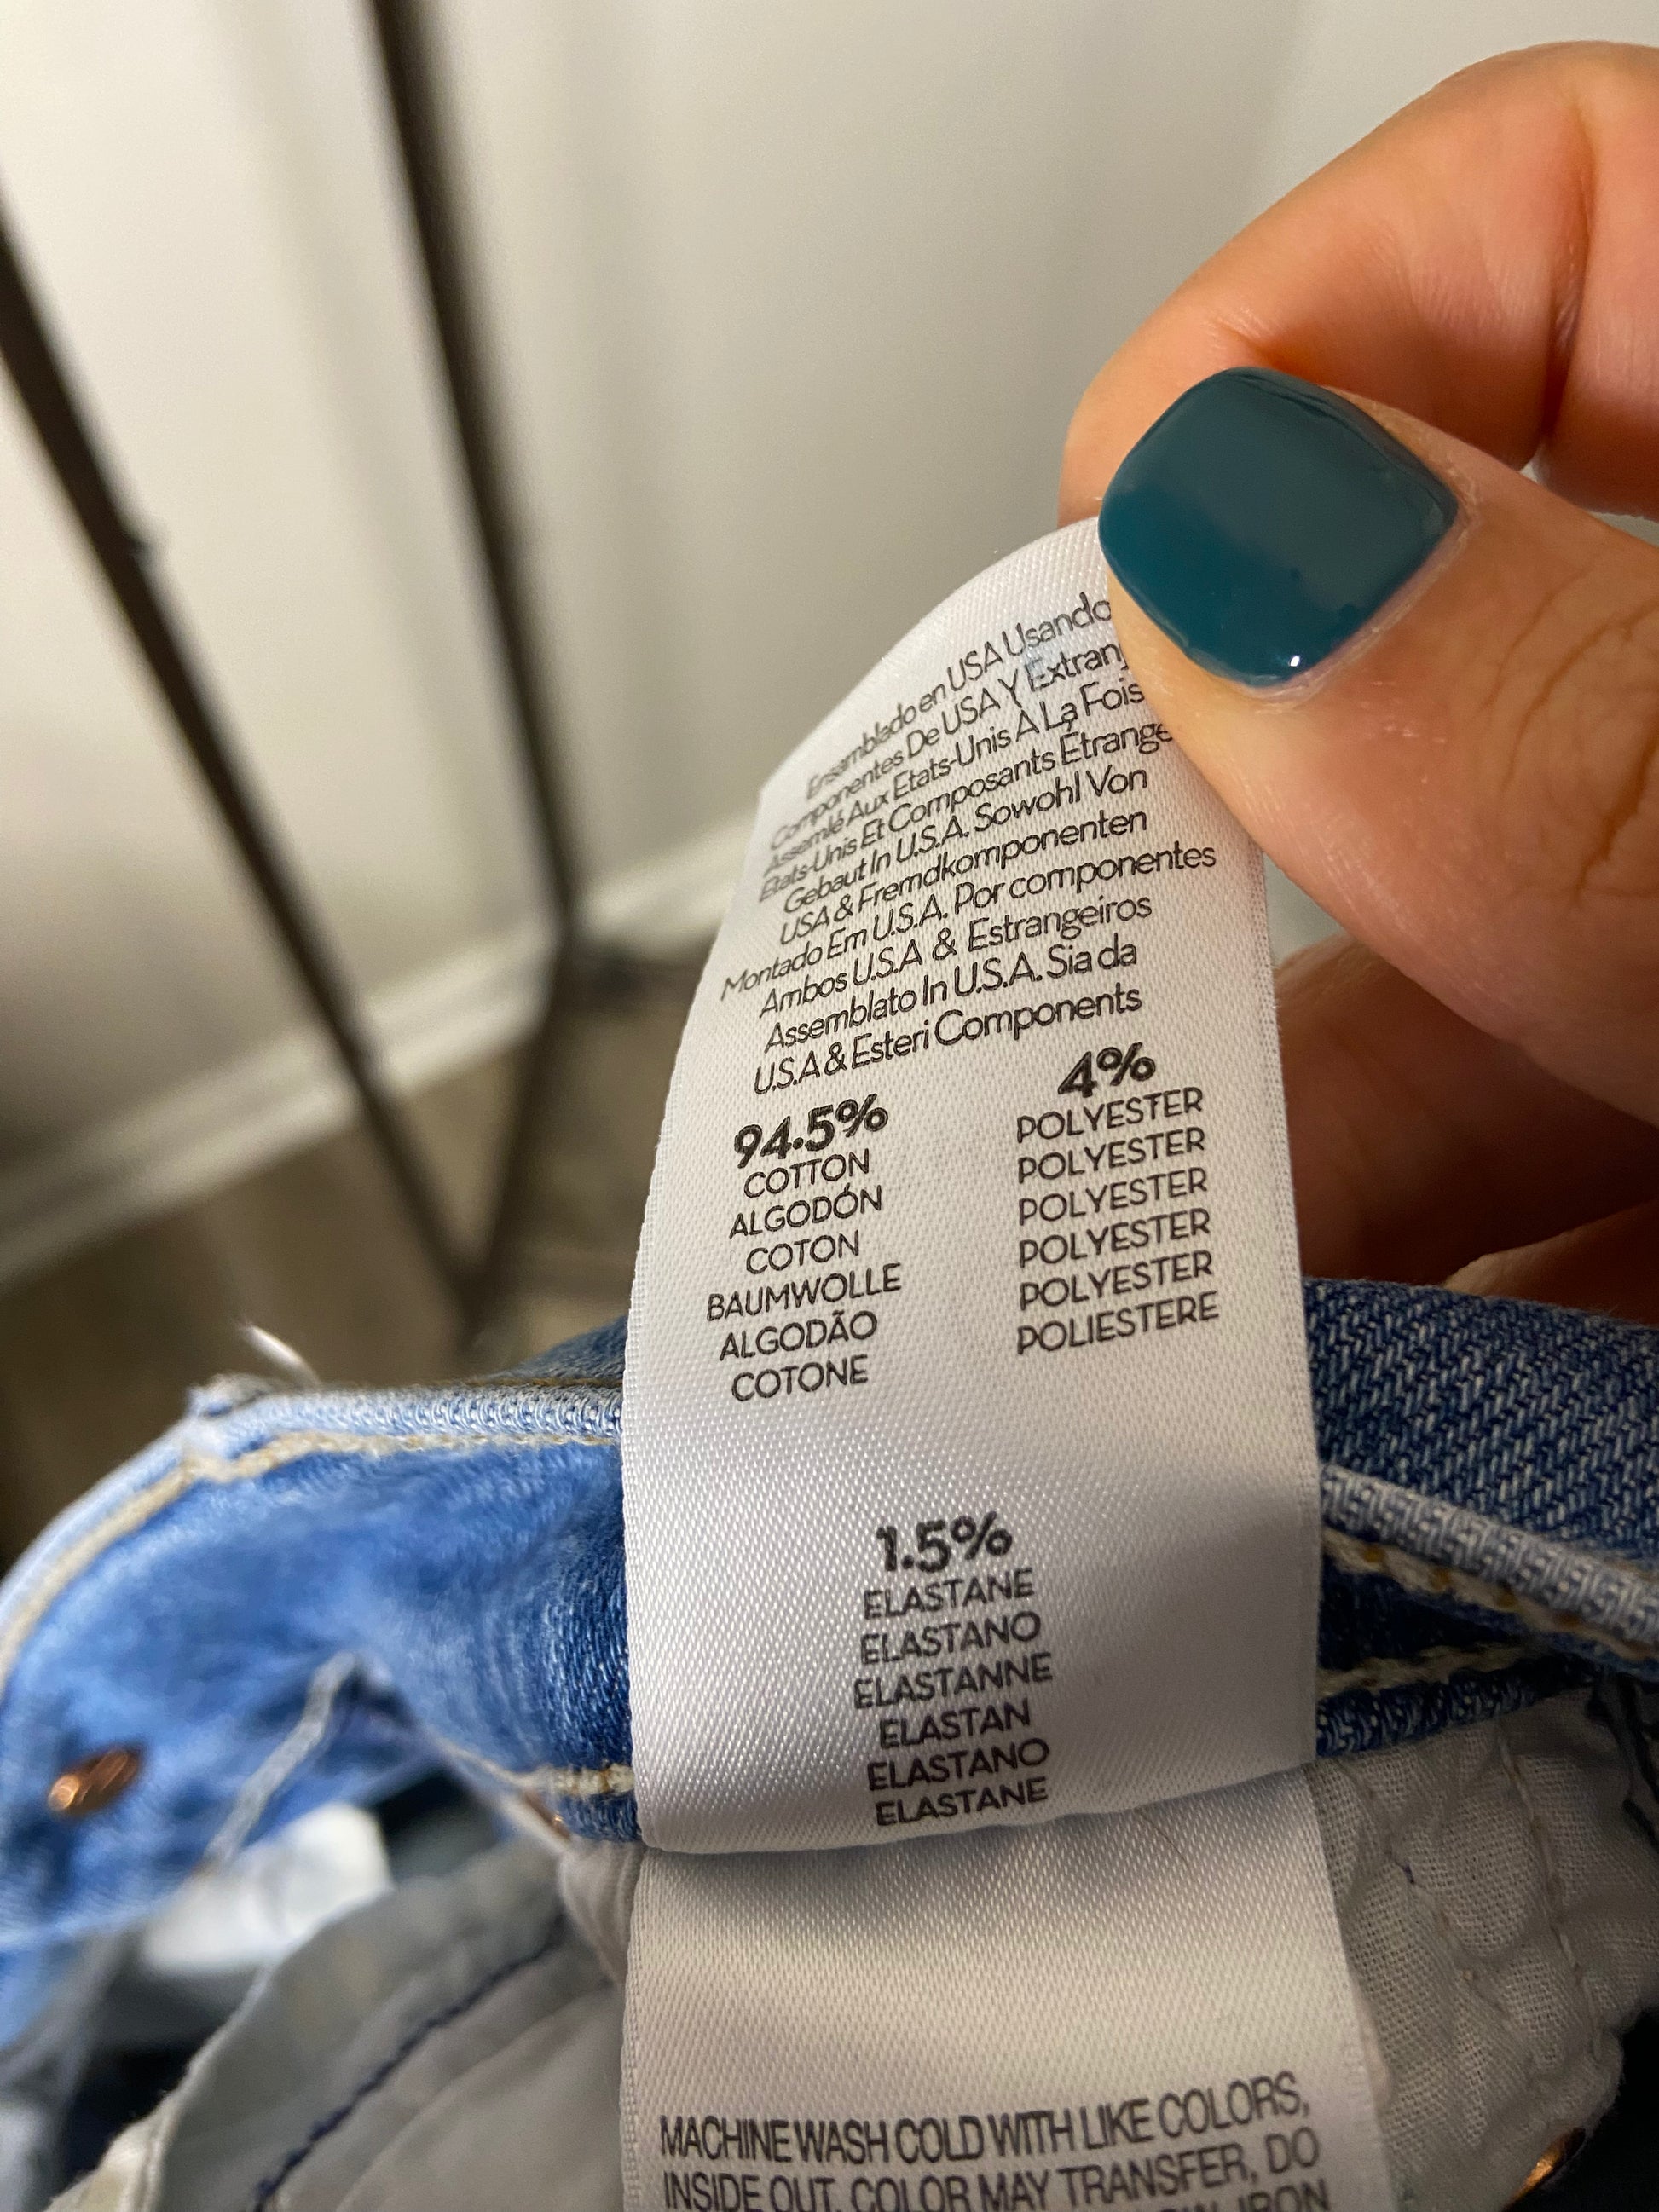 Ensamblado en USA Usando
Componentes De USA Y
Assemlé Aux Etats-Unis À La Fois
Etats-Unis Et Composants
Gebaut In U.S.A. Sowohl Von
USA & Fremdkomponenten
Montado Em U.S.A. Por componentes
Ambos U.S.A & Estrangeiros
Assemblato In U.S.A. Sia da
U.S.A & Esteri Components
94.5%
COTTON
ALGODÓN
COTON
BAUMWOLLE
ALGODÃO
COTONE
4%
POLYESTER
POLYESTER
POLYESTER
POLYESTER
POLYESTER
POLIESTERE
1.5%
ELASTANE
ELASTANO
ELASTANNE
ELASTAN
ELASTANO
ELASTANE
MACHINE WASH COLD WITH LIKE COLORS,
INSIDE OUT. COLOR MAY TRANSFER, DO
IRON